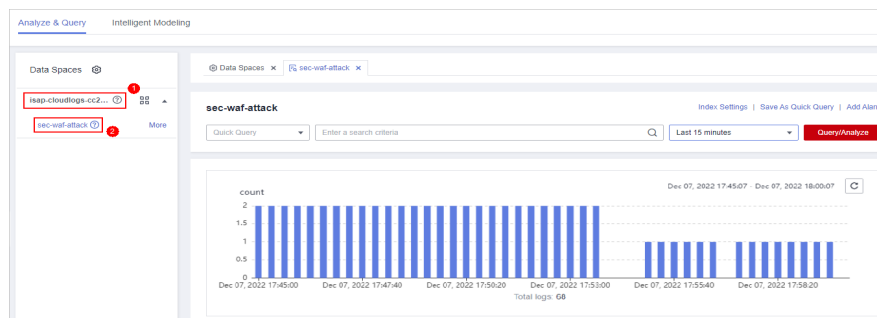 Analyze & Query Intelligent Modeling
Data Spaces
Data Spaces × sec-waf-attack ×
1
isap-cloudlogs-cc2... ?
sec-waf-attack ? 2 More
sec-waf-attack
Index Settings | Save As Quick Query | Add Alarm
Quick Query Enter a search criteria Last 15 minutes Query/Analyze
Dec 07, 2022 17:45:07 - Dec 07, 2022 18:00:07
count
2
1.5
1
0.5
0
Dec 07, 2022 17:45:00 Dec 07, 2022 17:47:40 Dec 07, 2022 17:50:20 Dec 07, 2022 17:53:00 Dec 07, 2022 17:55:40 Dec 07, 2022 17:58:20
Total logs: 68